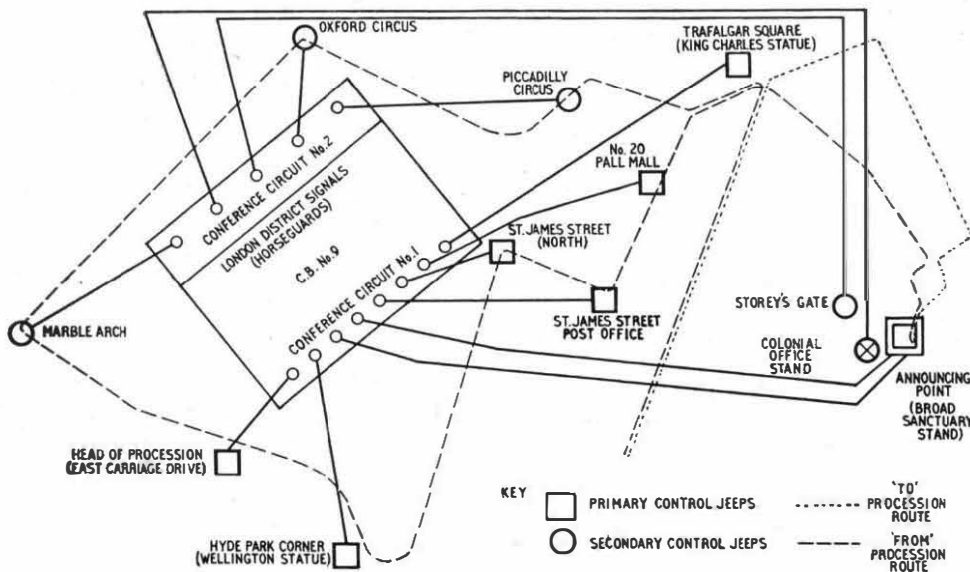 OXFORD CIRCUS
TRAFALGAR SQUARE
(KING CHARLES STATUE)
PICCADILLY
CIRCUS
No. 20
PALL MALL
CONFERENCE CIRCUIT No. 2
LONDON DISTRICT SIGNALS
(HORSEGUARDS)
C.B. No. 9
CONFERENCE CIRCUIT No. 1
ST. JAMES STREET
(NORTH)
MARBLE ARCH
ST. JAMES STREET
POST OFFICE
STOREY'S GATE
COLONIAL
OFFICE
STAND
ANNOUNCING
POINT
(BROAD
SANCTUARY
STAND)
HEAD OF PROCESSION
(EAST CARRIAGE DRIVE)
HYDE PARK CORNER
(WELLINGTON STATUE)
KEY
PRIMARY CONTROL JEEPS
'TO'
PROCESSION
ROUTE
SECONDARY CONTROL JEEPS
'FROM'
PROCESSION
ROUTE